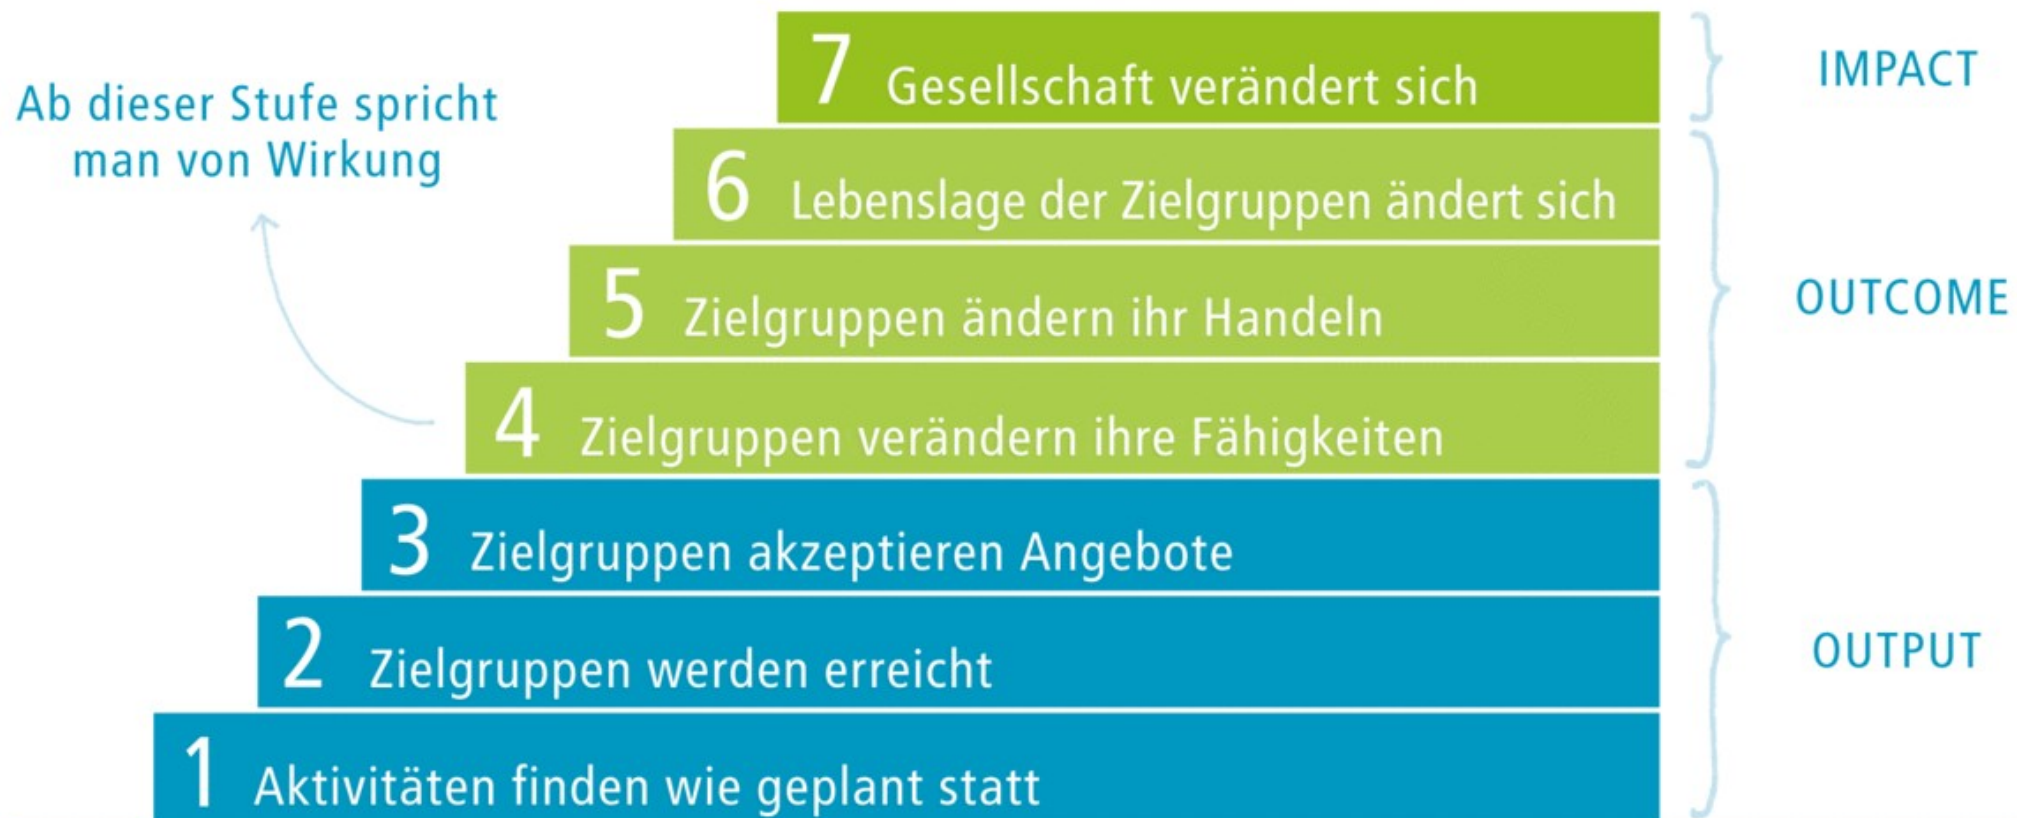 Ab dieser Stufe spricht
man von Wirkung
7 Gesellschaft verändert sich
6 Lebenslage der Zielgruppen ändert sich
5 Zielgruppen ändern ihr Handeln
4 Zielgruppen verändern ihre Fähigkeiten
3 Zielgruppen akzeptieren Angebote
2 Zielgruppen werden erreicht
1 Aktivitäten finden wie geplant statt
IMPACT
OUTCOME
OUTPUT